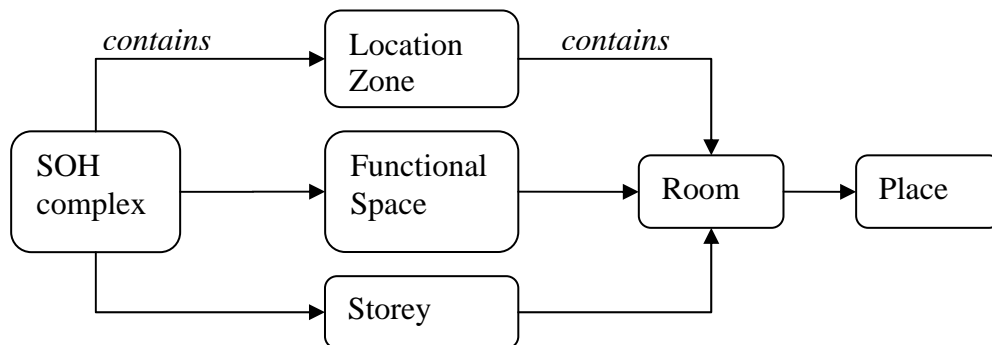 contains
Location
Zone
contains
SOH
complex
Functional
Space
Room
Place
Storey